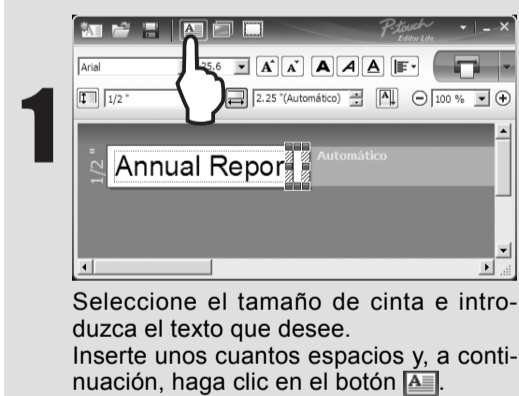 P-touch
Editor Lite
Arial
25.6
A A A A A
1/2 "
2.25 "(Automático)
A
100 %
1
1/2 "
Annual Repor
Automático
Seleccione el tamaño de cinta e intro-
duzca el texto que desee.
Inserte unos cuantos espacios y, a conti-
nuación, haga clic en el botón A.